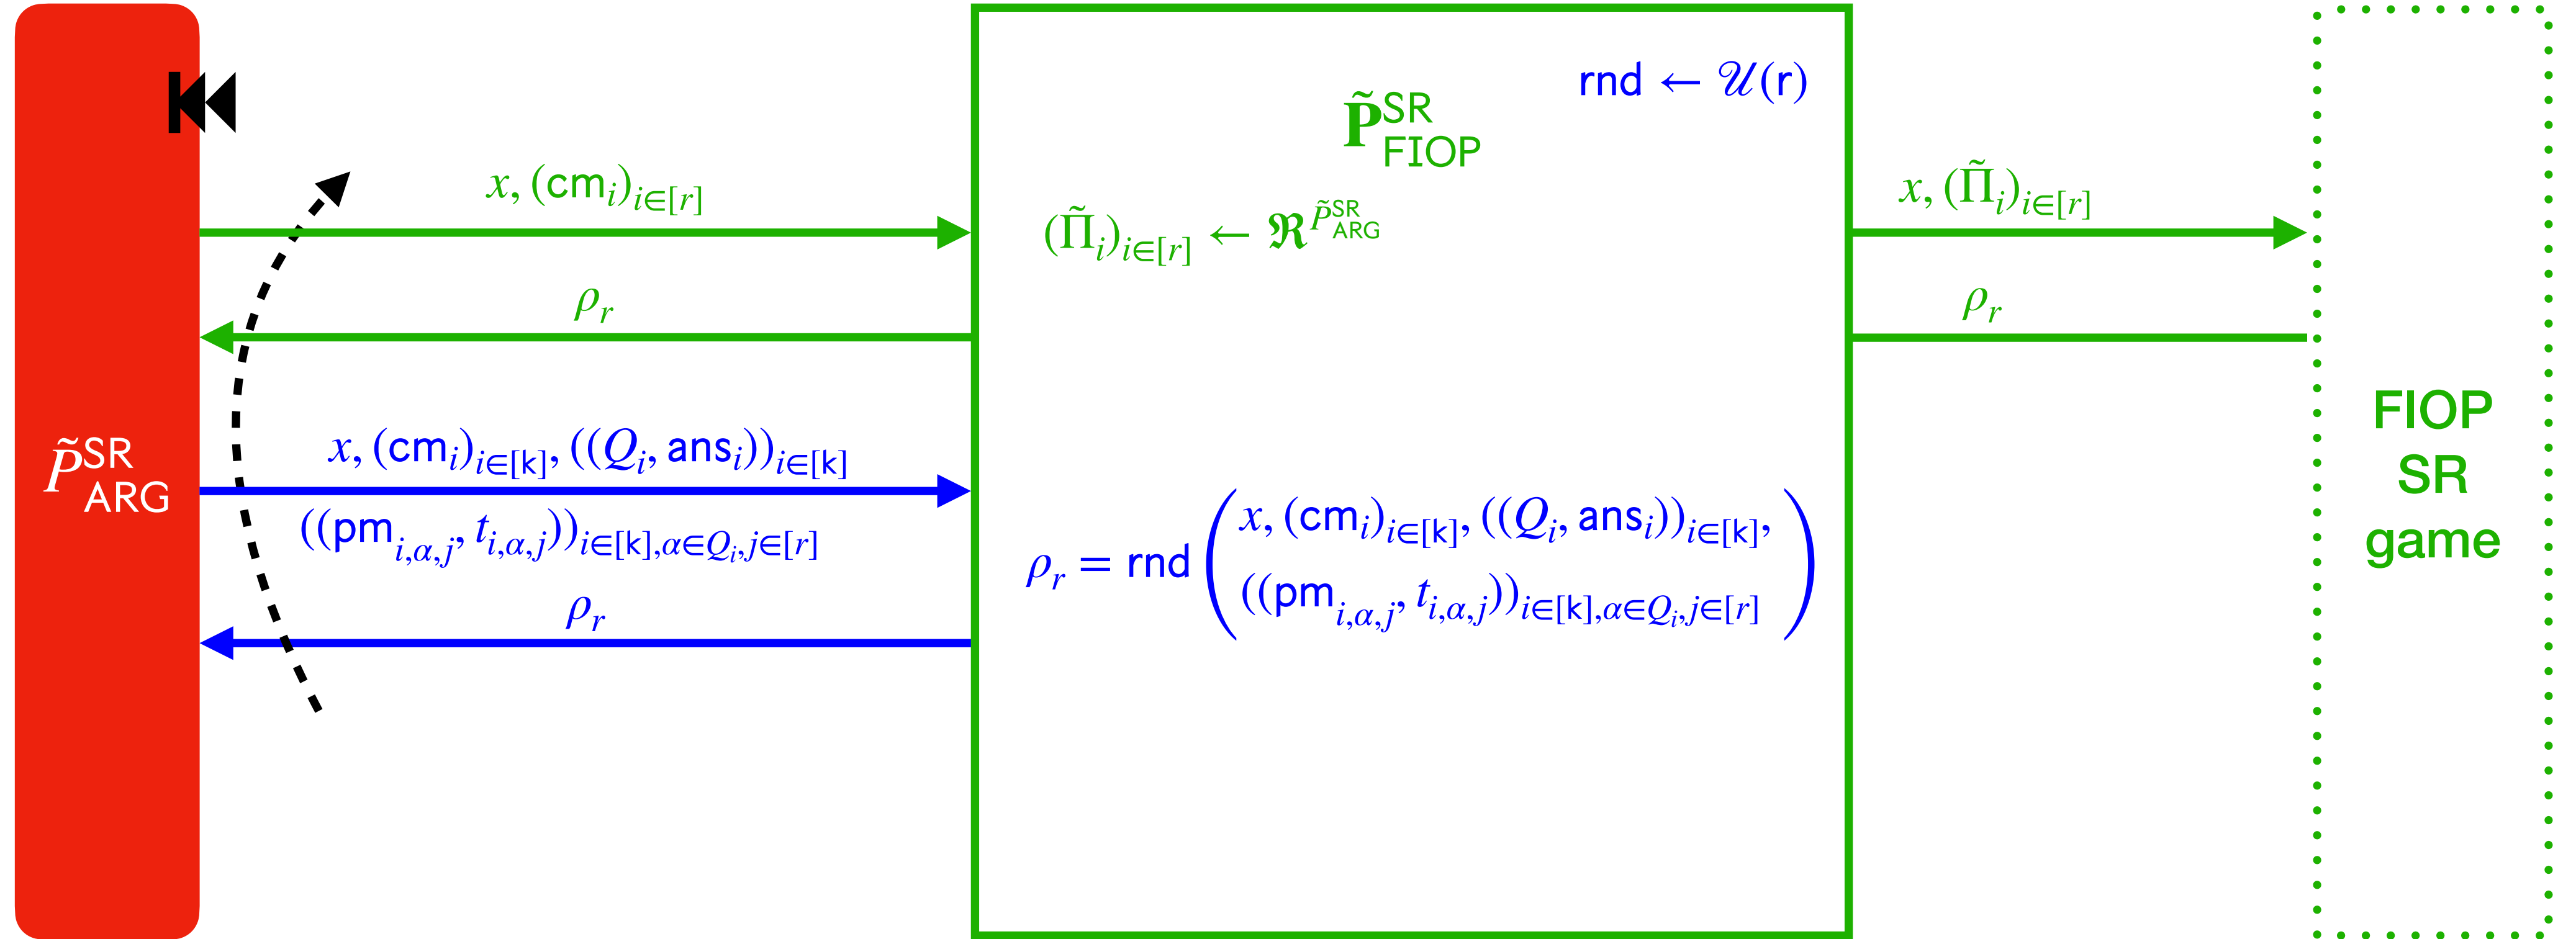 P̃^SR_ARG
x, (cm_i)_{i∈[r]}
ρ_r
x, (cm_i)_{i∈[k]}, ((Q_i, ans_i))_{i∈[k]}
((pm_{i,α,j}, t_{i,α,j}))_{i∈[k],α∈Q_i,j∈[r]}
ρ_r
rnd ← 𝒰(r)
P̃^SR_FIOP
(Π̃_i)_{i∈[r]} ← ℜ^{P̃^SR_ARG}
ρ_r = rnd ( x, (cm_i)_{i∈[k]}, ((Q_i, ans_i))_{i∈[k]},
((pm_{i,α,j}, t_{i,α,j}))_{i∈[k],α∈Q_i,j∈[r]} )
x, (Π̃_i)_{i∈[r]}
ρ_r
FIOP
SR
game